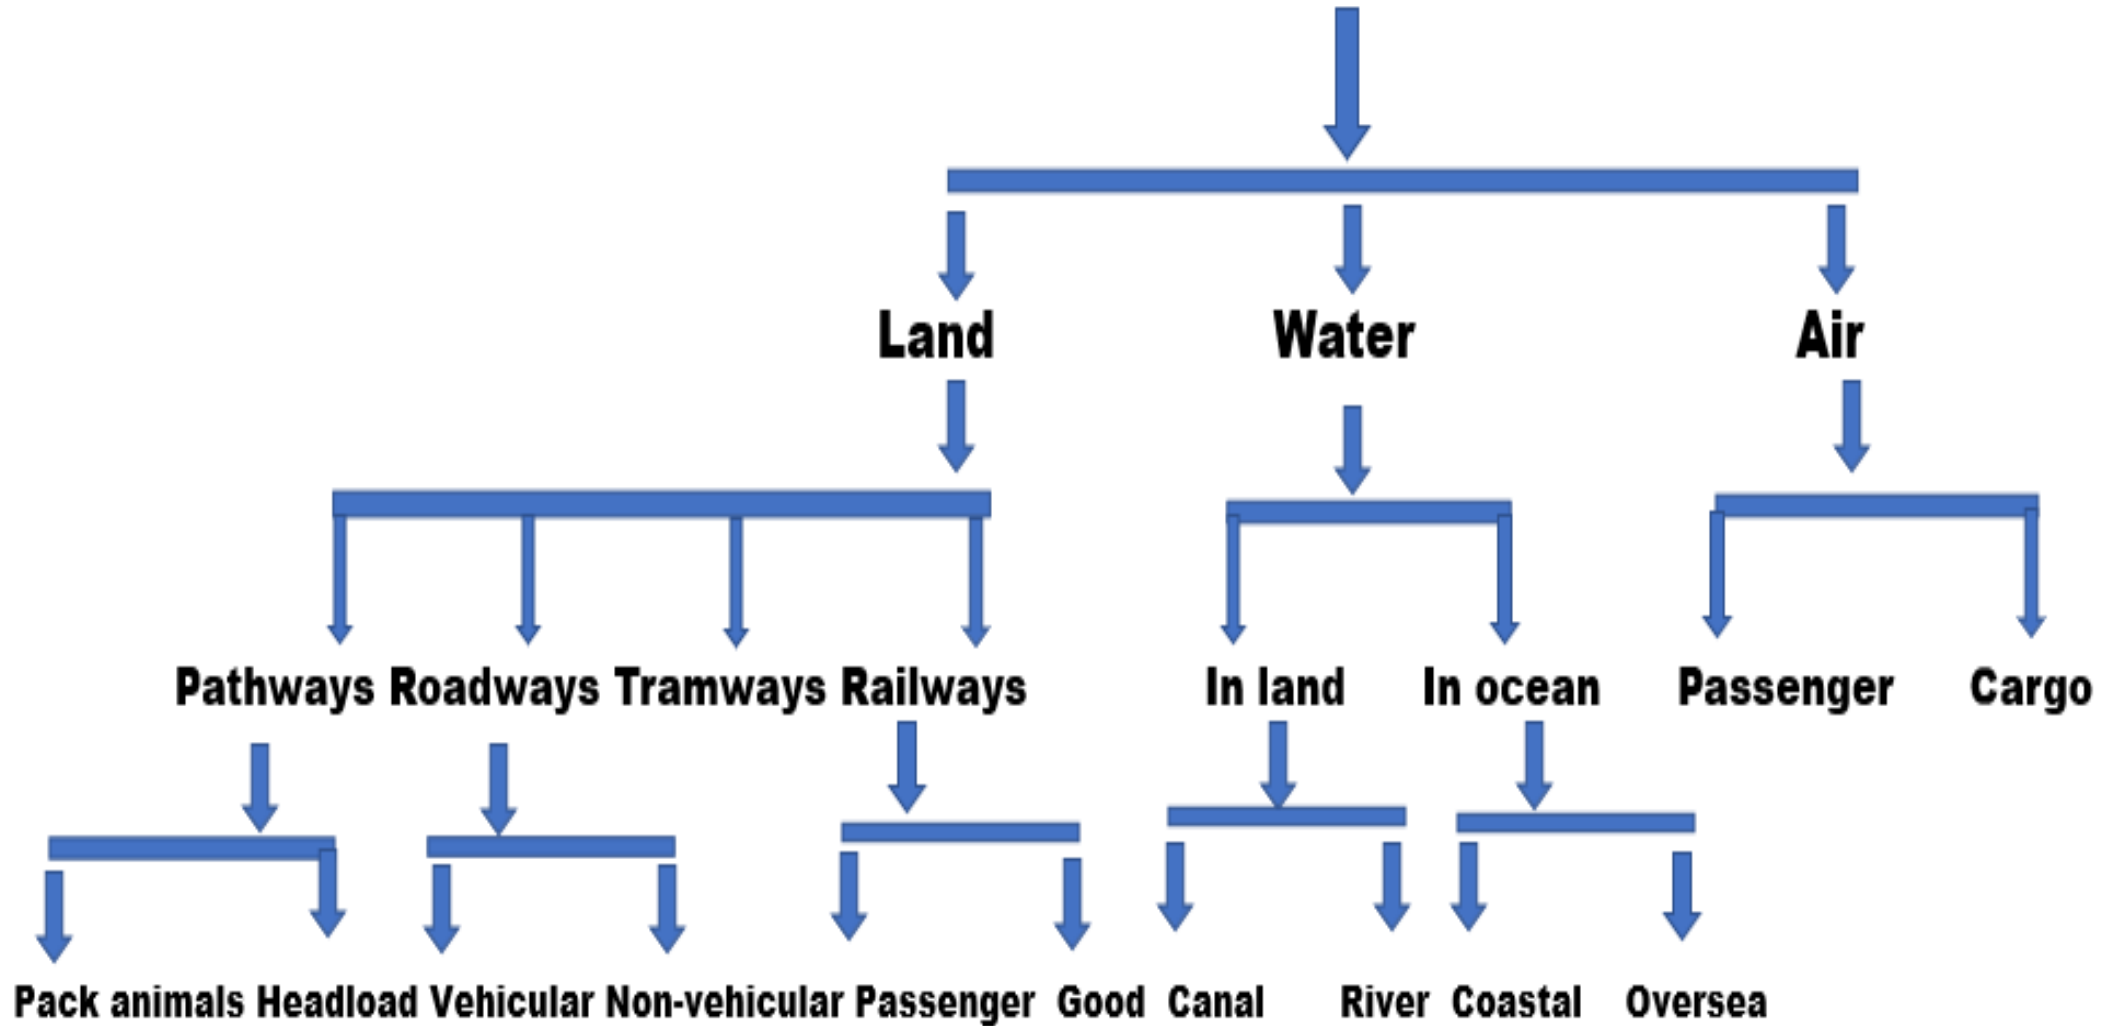 Land Water Air
Pathways Roadways Tramways Railways In land In ocean Passenger Cargo
Pack animals Headload Vehicular Non-vehicular Passenger Good Canal River Coastal Oversea